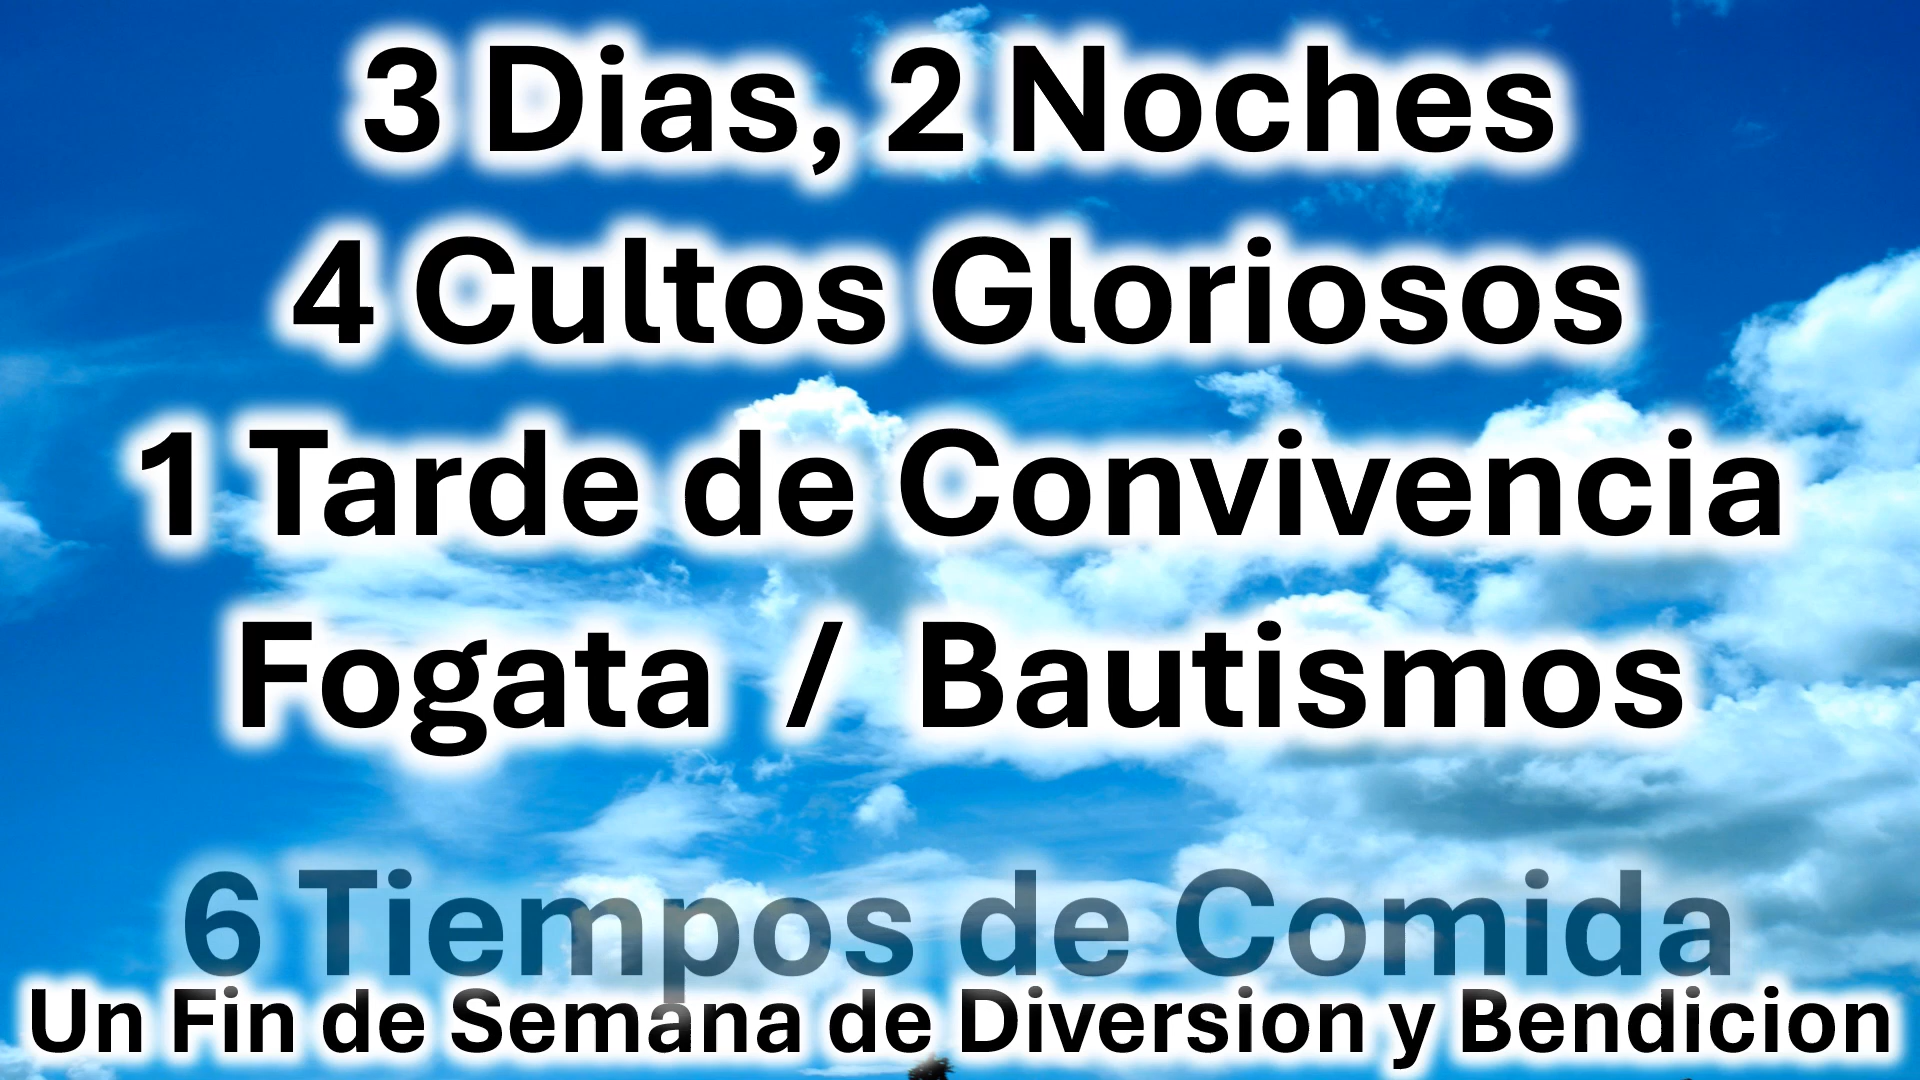 3 Dias, 2 Noches
4 Cultos Gloriosos
1 Tarde de Convivencia
Fogata / Bautismos
6 Tiempos de Comida
Un Fin de Semana de Diversion y Bendicion